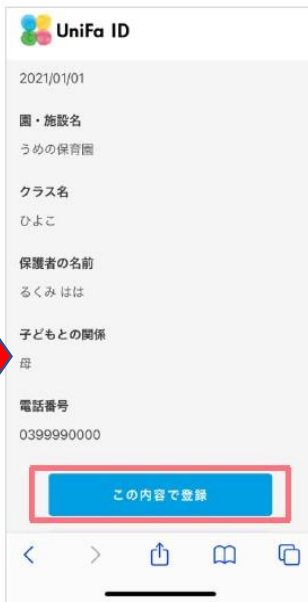 UniFa ID
2021/01/01
園・施設名
うめの保育園
クラス名
ひよこ
保護者の名前
るくみ はは
子どもとの関係
母
電話番号
0399990000
この内容で登録